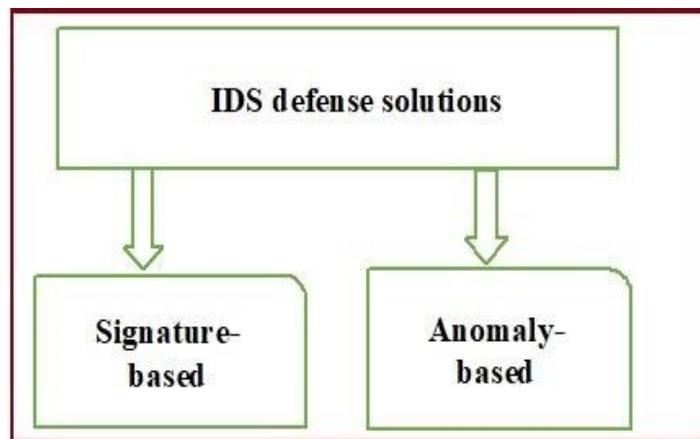 IDS defense solutions
Signature-
based
Anomaly-
based